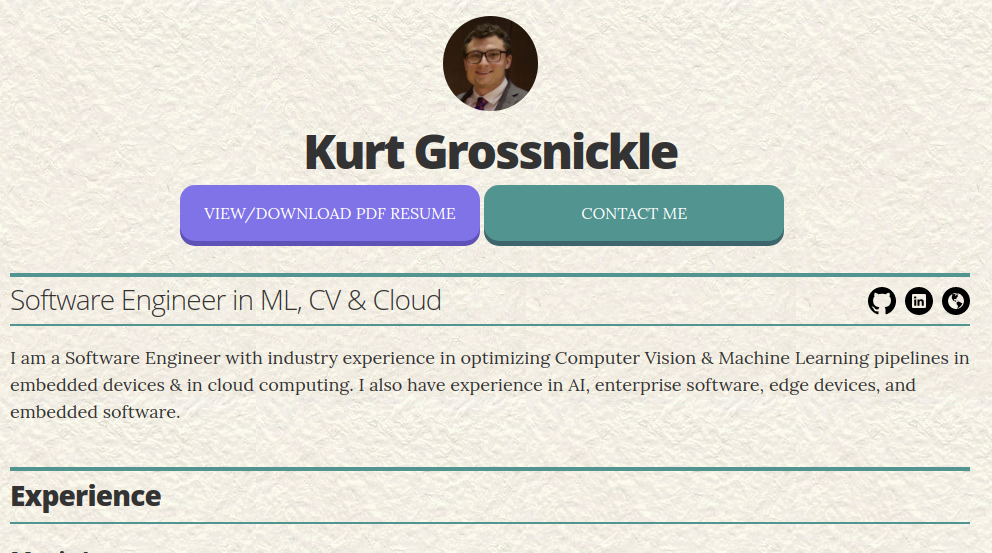 Kurt Grossnickle
VIEW/DOWNLOAD PDF RESUME
CONTACT ME
Software Engineer in ML, CV & Cloud
in
I am a Software Engineer with industry experience in optimizing Computer Vision & Machine Learning pipelines in
embedded devices & in cloud computing. I also have experience in AI, enterprise software, edge devices, and
embedded software.
Experience